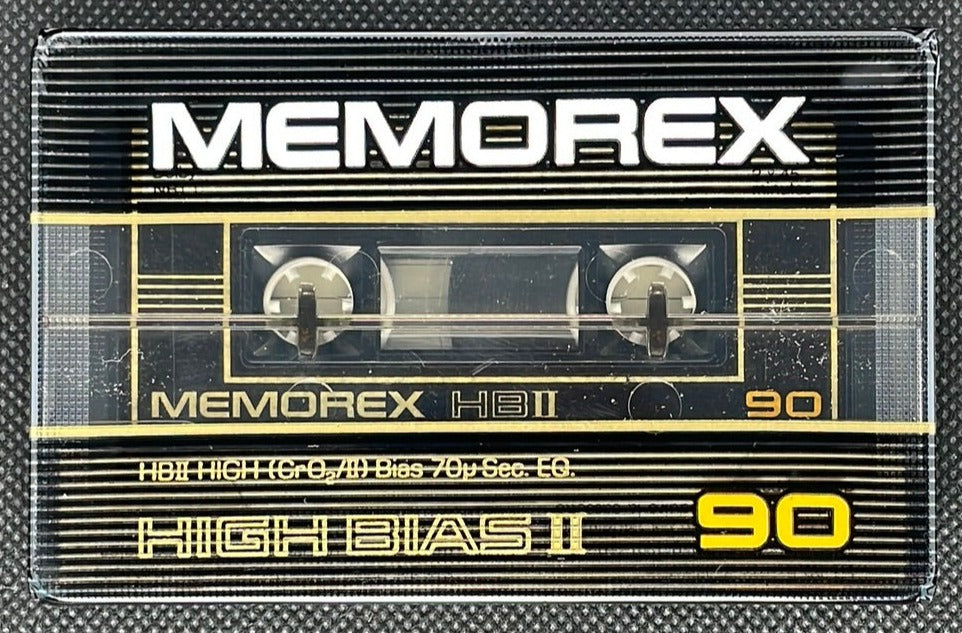 MEMOREX
MEMOREX HBII 90
HBII HIGH (CrO₂/II) Bias 70μ Sec. EQ.
HIGH BIAS II 90